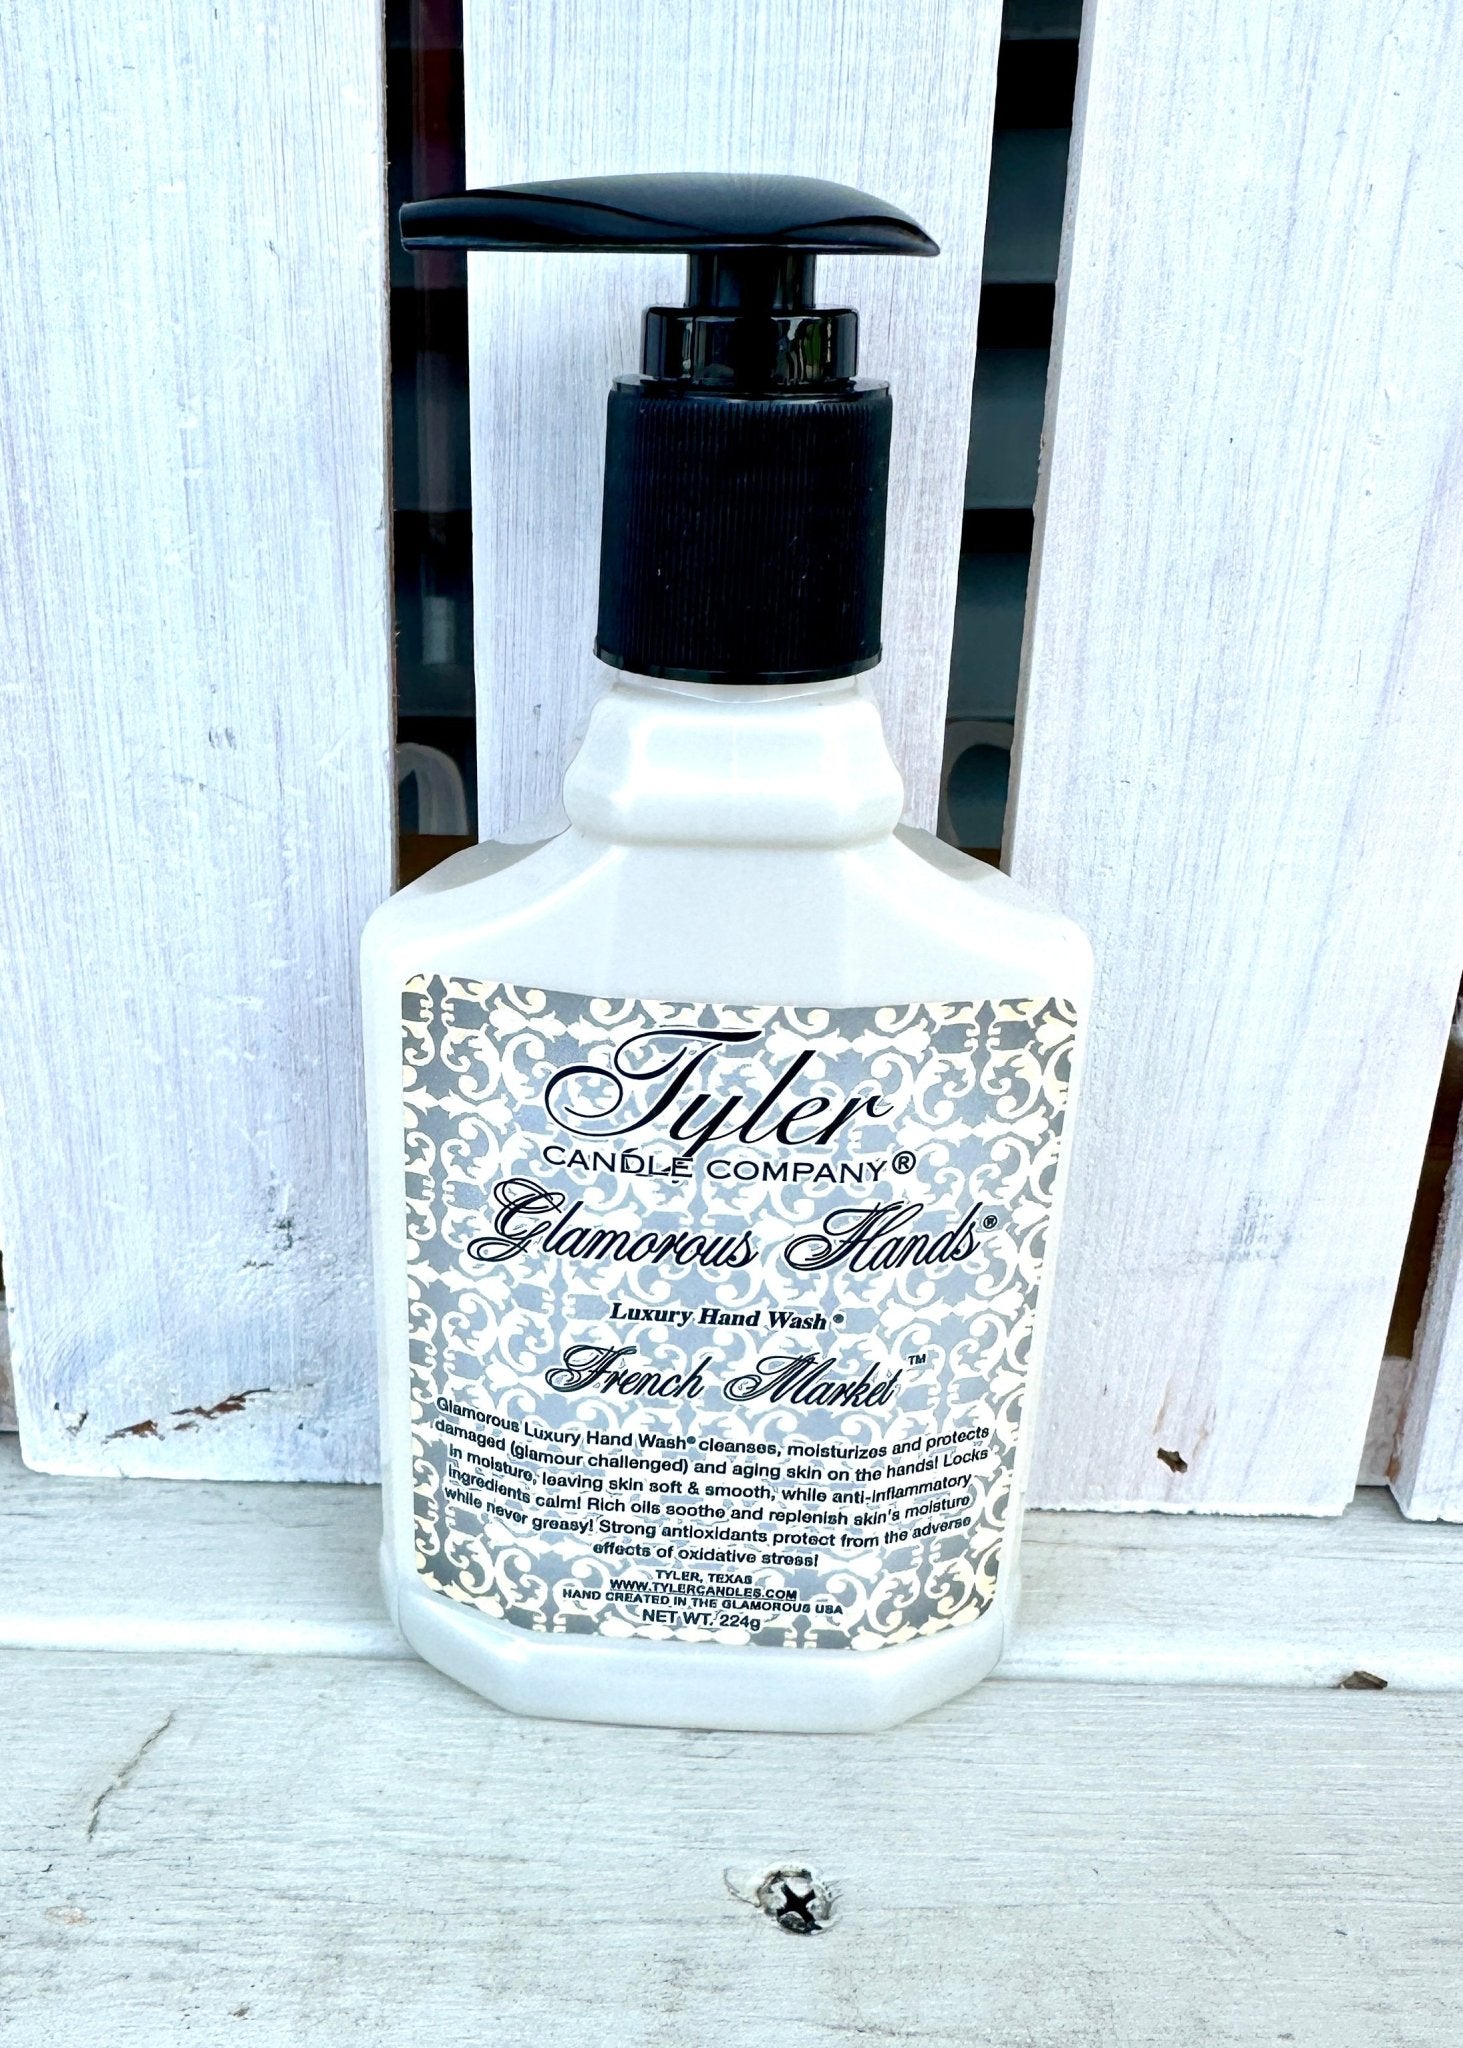 Tyler
CANDLE COMPANY®
Glamorous Hands®
Luxury Hand Wash®
French Market™
Glamorous Luxury Hand Wash® cleanses, moisturizes and protects
damaged (glamour challenged) and aging skin on the hands! Locks
in moisture, leaving skin soft & smooth, while anti-inflammatory
ingredients calm! Rich oils soothe and replenish skin's moisture
while never greasy! Strong antioxidants protect from the adverse
effects of oxidative stress!
TYLER, TEXAS
WWW.TYLERCANDLES.COM
HAND CREATED IN THE GLAMOROUS USA
NET WT. 224g